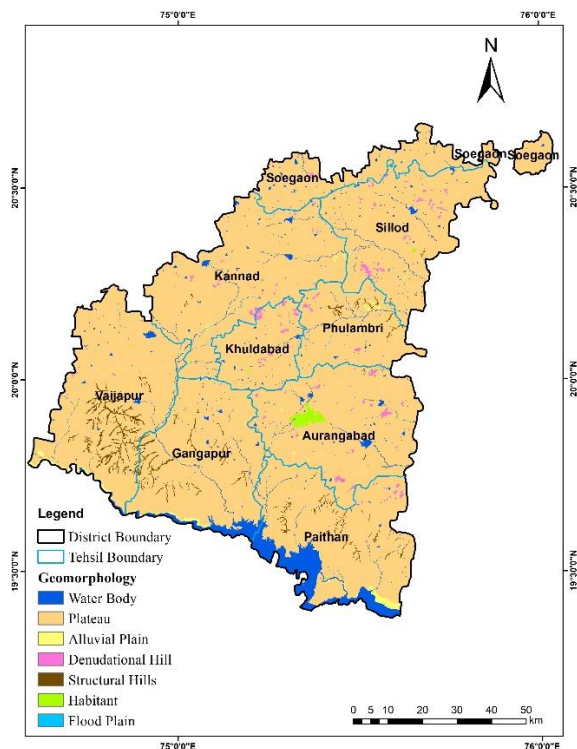 75°0'0"E
76°0'0"E
N
Soegaon
Soegaon
Soegaon
20°30'0"N
20°30'0"N
Sillod
Kannad
Phulambri
Khuldabad
20°0'0"N
20°0'0"N
Vaijapur
Aurangabad
Gangapur
Paithan
Legend
District Boundary
Tehsil Boundary
Geomorphology
19°30'0"N
19°30'0"N
Water Body
Plateau
Alluvial Plain
Denudational Hill
Structural Hills
Habitant
Flood Plain
0 5 10 20 30 40 50
km
75°0'0"E
76°0'0"E